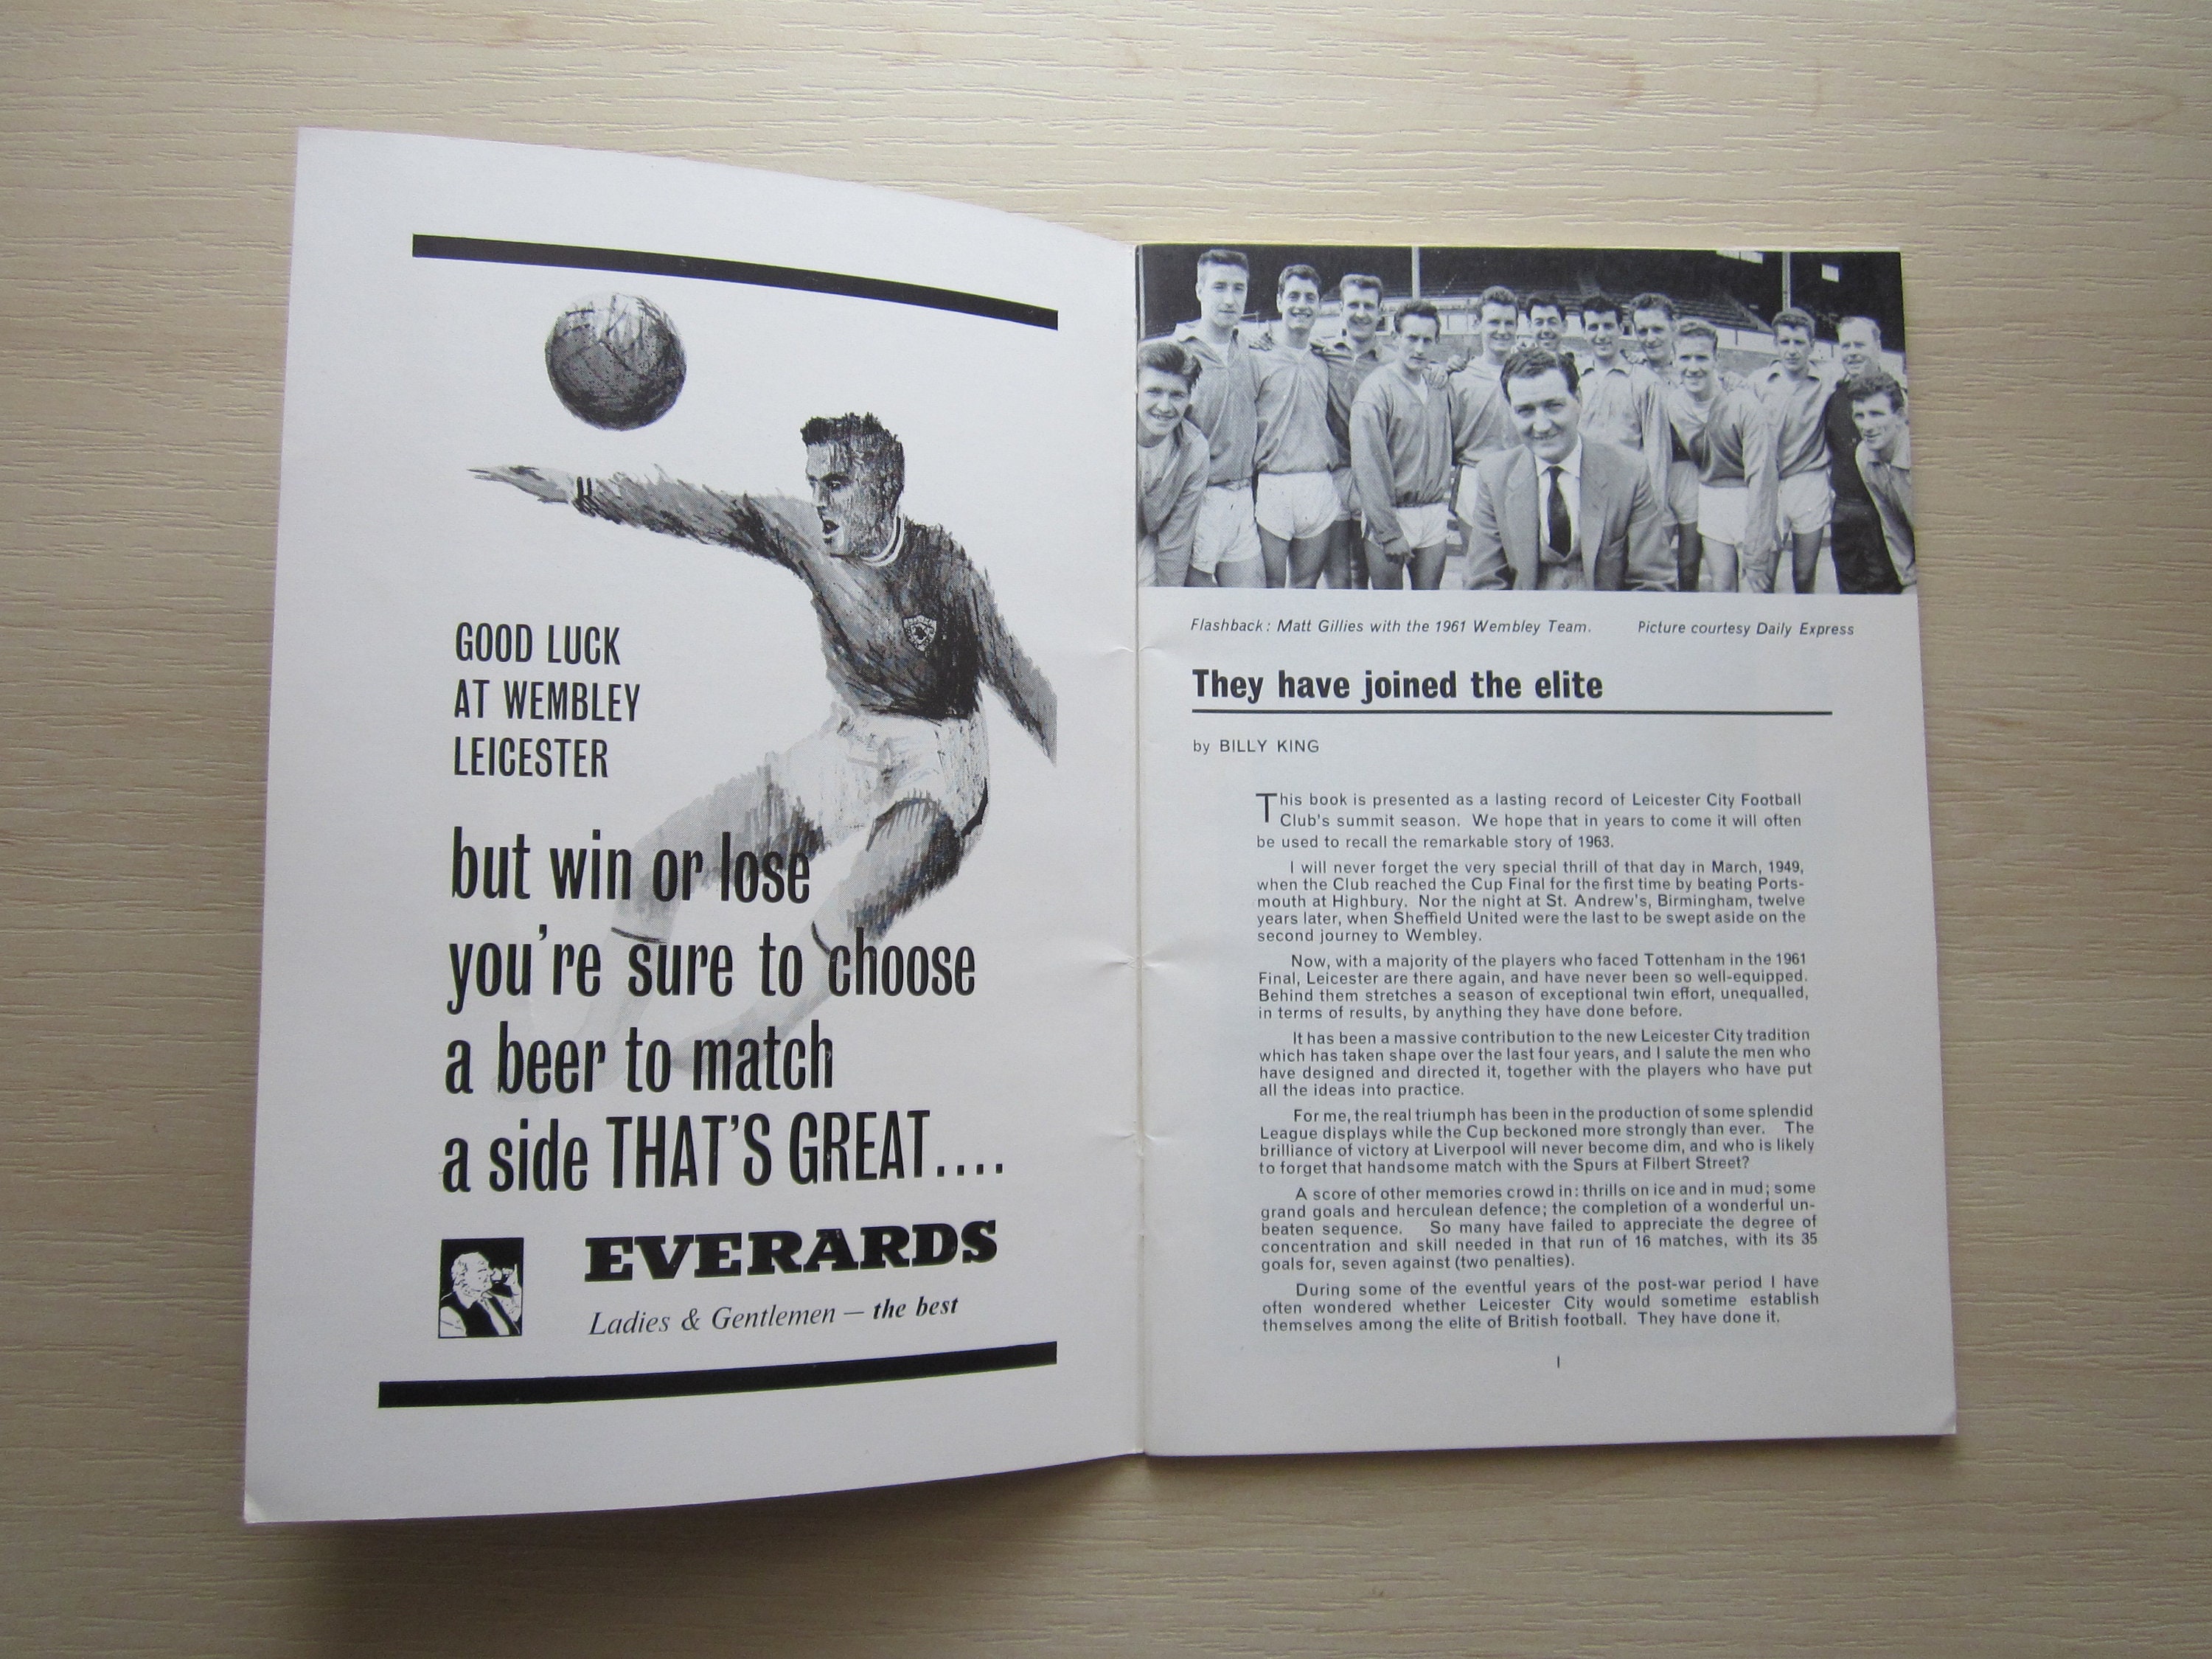 GOOD LUCK
AT WEMBLEY
LEICESTER
but win or lose
you're sure to choose
a beer to match
a side THAT'S GREAT....
EVERARDS
Ladies & Gentlemen — the best
Flashback: Matt Gillies with the 1961 Wembley Team. Picture courtesy Daily Express
They have joined the elite
by BILLY KING
This book is presented as a lasting record of Leicester City Football
Club's summit season. We hope that in years to come it will often
be used to recall the remarkable story of 1963.
I will never forget the very special thrill of that day in March, 1949,
when the Club reached the Cup Final for the first time by beating Ports-
mouth at Highbury. Nor the night at St. Andrew's, Birmingham, twelve
years later, when Sheffield United were the last to be swept aside on the
second journey to Wembley.
Now, with a majority of the players who faced Tottenham in the 1961
Final, Leicester are there again, and have never been so well-equipped.
Behind them stretches a season of exceptional twin effort, unequalled,
in terms of results, by anything they have done before.
It has been a massive contribution to the new Leicester City tradition
which has taken shape over the last four years, and I salute the men who
have designed and directed it, together with the players who have put
all the ideas into practice.
For me, the real triumph has been in the production of some splendid
League displays while the Cup beckoned more strongly than ever. The
brilliance of victory at Liverpool will never become dim, and who is likely
to forget that handsome match with the Spurs at Filbert Street?
A score of other memories crowd in: thrills on ice and in mud; some
grand goals and herculean defence; the completion of a wonderful un-
beaten sequence. So many have failed to appreciate the degree of
concentration and skill needed in that run of 16 matches, with its 35
goals for, seven against (two penalties).
During some of the eventful years of the post-war period I have
often wondered whether Leicester City would sometime establish
themselves among the elite of British football. They have done it.
1